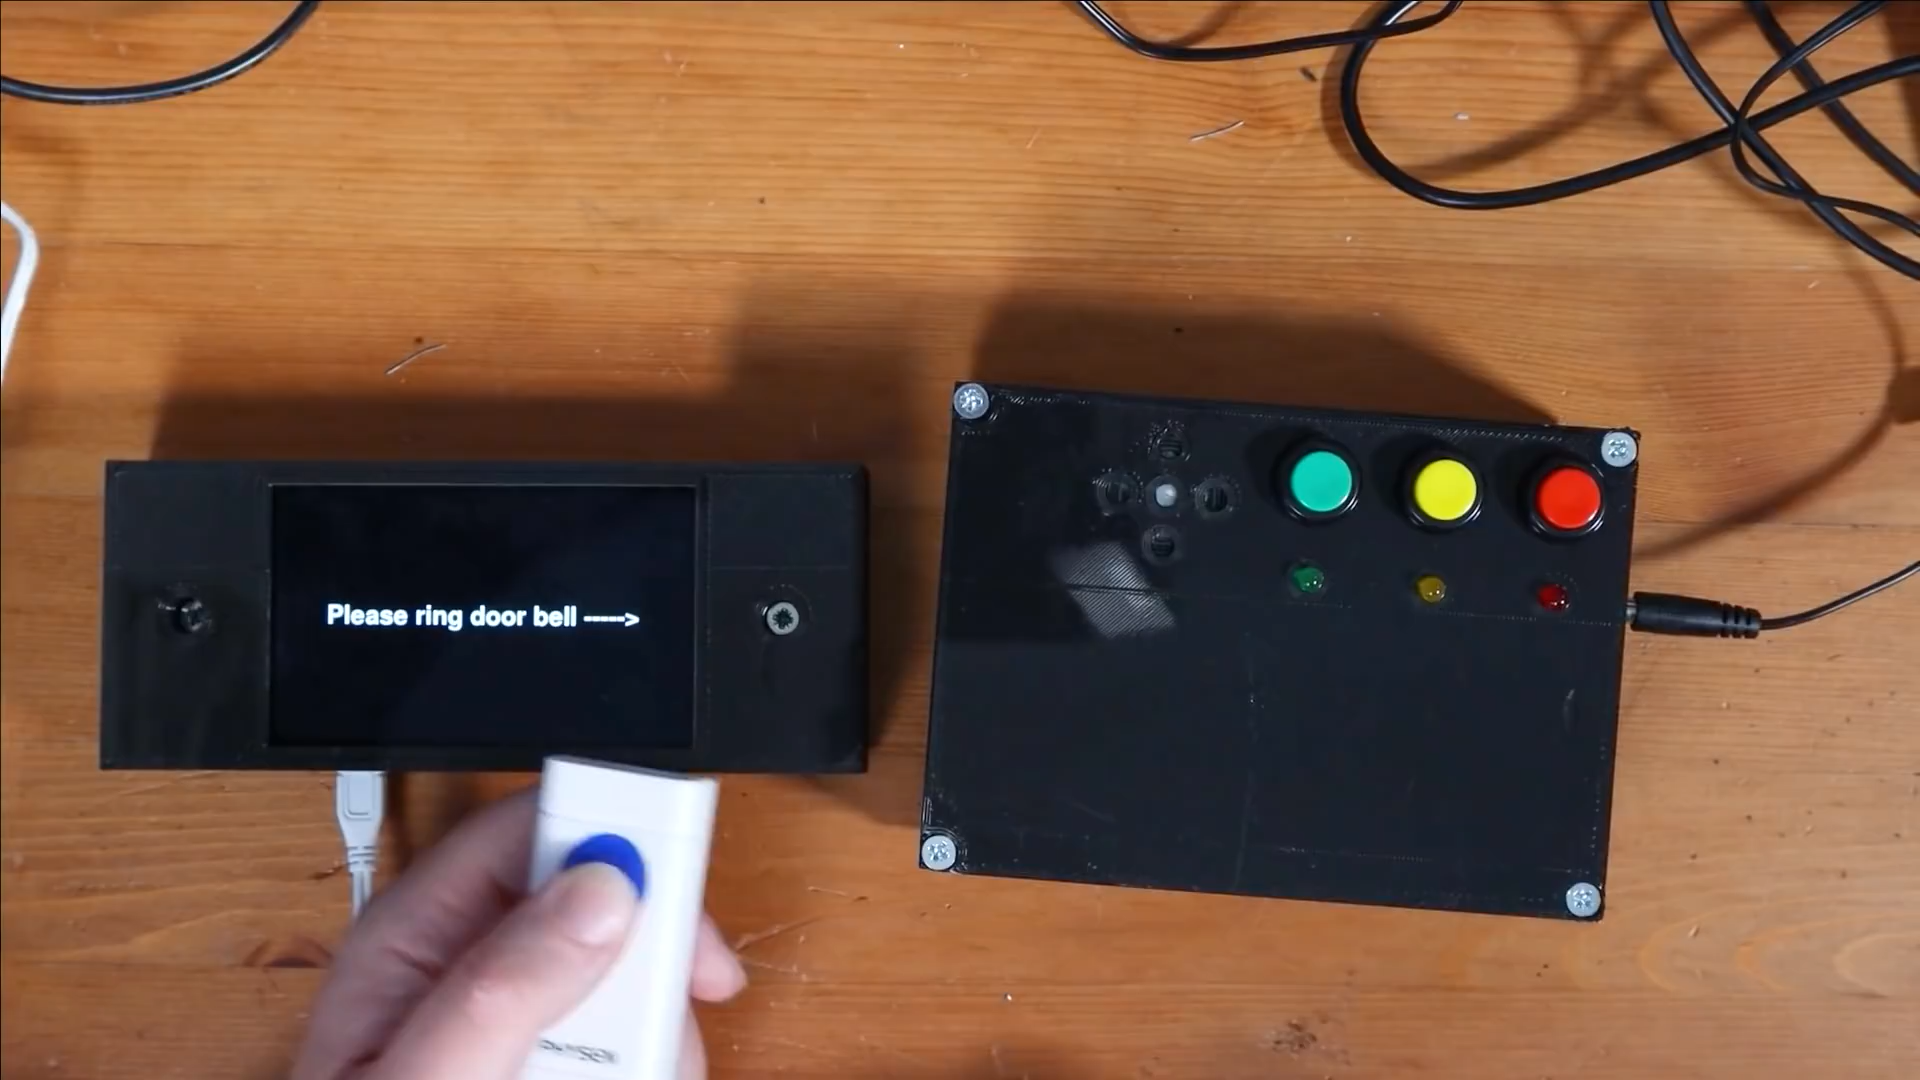 Please ring door bell ----->